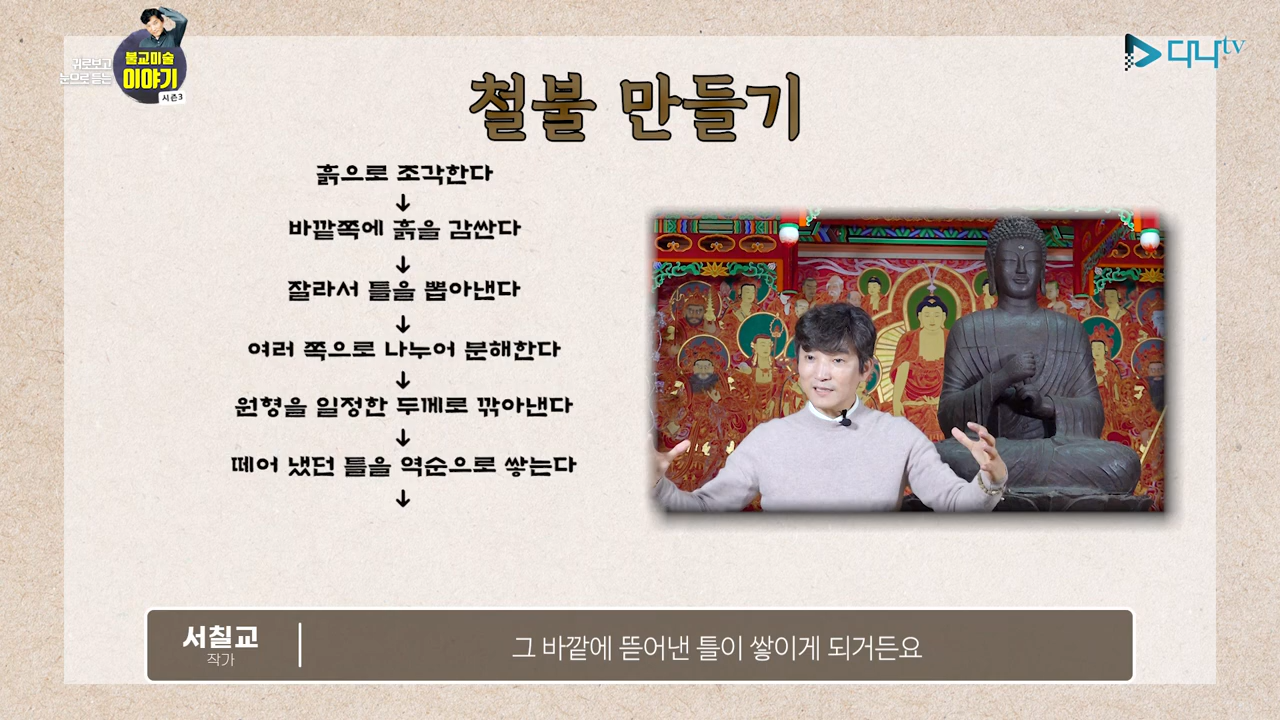 귀로보고
눈으로 듣는
불교미술
이야기
시즌3
디나tv
철불 만들기
흙으로 조각한다
↓
바깥쪽에 흙을 감싼다
↓
잘라서 틀을 뽑아낸다
↓
여러 쪽으로 나누어 분해한다
↓
원형을 일정한 두께로 깎아낸다
↓
떼어 냈던 틀을 역순으로 쌓는다
↓
서칠교
작가
그 바깥에 뜯어낸 틀이 쌓이게 되거든요